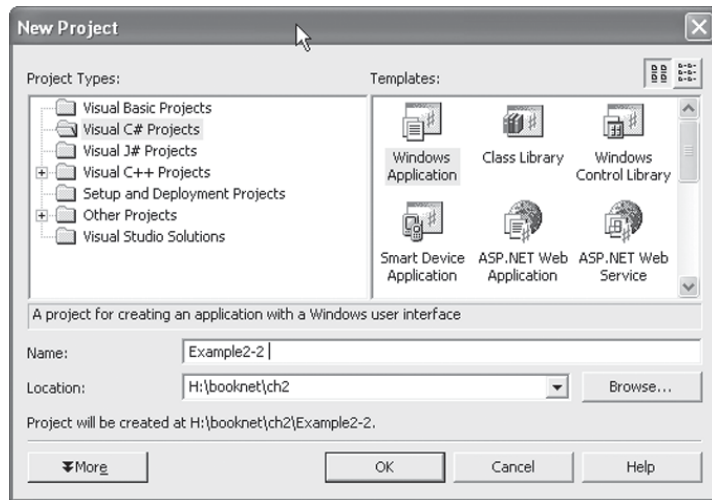 New Project
Project Types:
Visual Basic Projects
Visual C# Projects
Visual J# Projects
Visual C++ Projects
Setup and Deployment Projects
Other Projects
Visual Studio Solutions
Templates:
Windows
Application
Class Library
Windows
Control Library
Smart Device
Application
ASP.NET Web
Application
ASP.NET Web
Service
A project for creating an application with a Windows user interface
Name:
Example2-2
Location:
H:\booknet\ch2
Browse...
Project will be created at H:\booknet\ch2\Example2-2.
More
OK
Cancel
Help